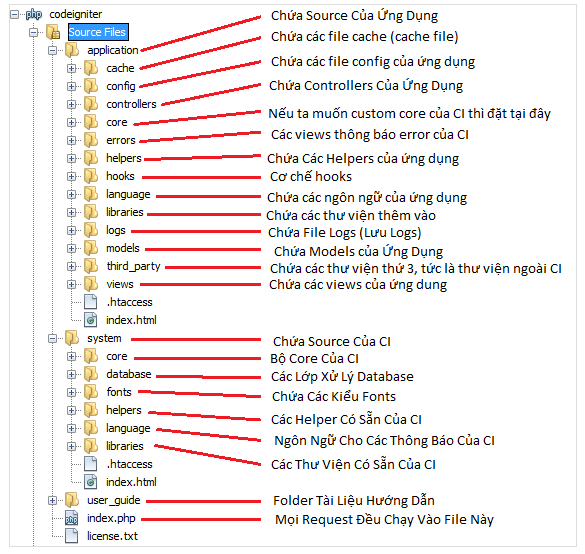 php codeigniter
Source Files
application Chứa Source Của Ứng Dụng
cache Chứa các file cache (cache file)
config Chứa các file config của ứng dụng
controllers Chứa Controllers Của Ứng Dụng
core Nếu ta muốn custom core của CI thì đặt tại đây
errors Các views thông báo error của CI
helpers Chứa Các Helpers của ứng dụng
hooks Cơ chế hooks
language Chứa các ngôn ngữ của ứng dụng
libraries Chứa các thư viện thêm vào
logs Chứa File Logs (Lưu Logs)
models Chứa Models của Ứng Dụng
third_party Chứa các thư viện thứ 3, tức là thư viện ngoài CI
views Chứa các views của ứng dung
.htaccess
index.html
system Chứa Source Của CI
core Bộ Core Của CI
database Các Lớp Xử Lý Database
fonts Chứa Các Kiểu Fonts
helpers Các Helper Có Sẵn Của CI
language Ngôn Ngữ Cho Các Thông Báo Của CI
libraries Các Thư Viện Có Sẵn Của CI
.htaccess
index.html
user_guide Folder Tài Liệu Hướng Dẫn
index.php Mọi Request Đều Chạy Vào File Này
license.txt